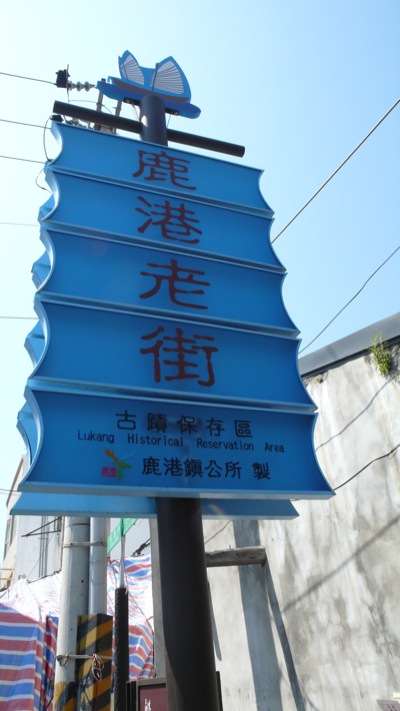 鹿
港
老
街
古蹟保存區
Lukang Historical Reservation Area
鹿港鎮公所 製